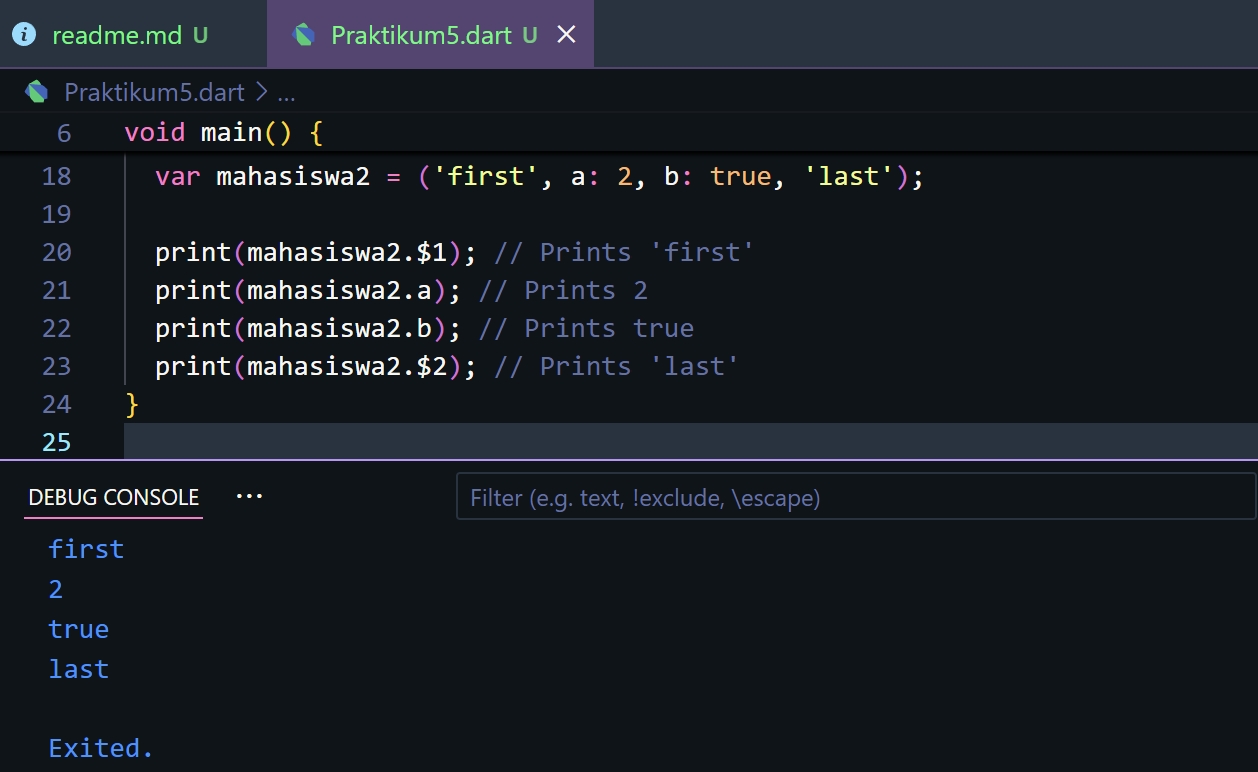 readme.md U Praktikum5.dart U
Praktikum5.dart > ...
6 void main() {
18 var mahasiswa2 = ('first', a: 2, b: true, 'last');
19
20 print(mahasiswa2.$1); // Prints 'first'
21 print(mahasiswa2.a); // Prints 2
22 print(mahasiswa2.b); // Prints true
23 print(mahasiswa2.$2); // Prints 'last'
24 }
25
DEBUG CONSOLE ... Filter (e.g. text, !exclude, \escape)
first
2
true
last
Exited.